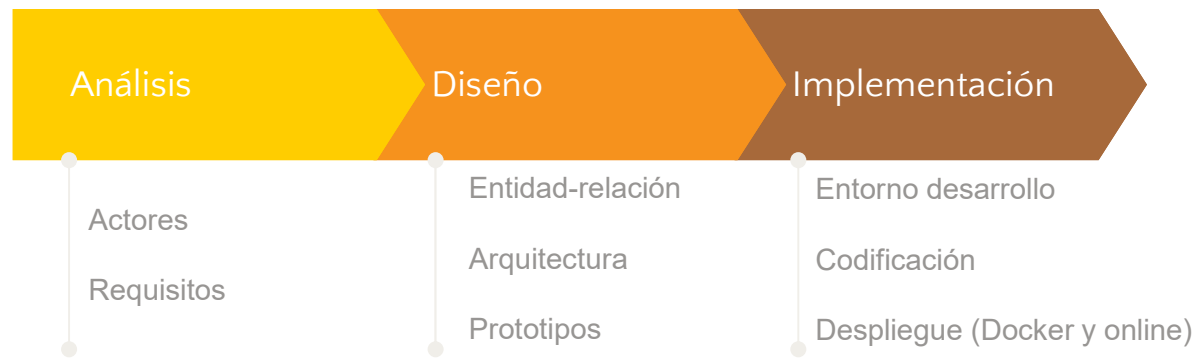 Análisis
Diseño
Implementación
Actores
Requisitos
Entidad-relación
Arquitectura
Prototipos
Entorno desarrollo
Codificación
Despliegue (Docker y online)